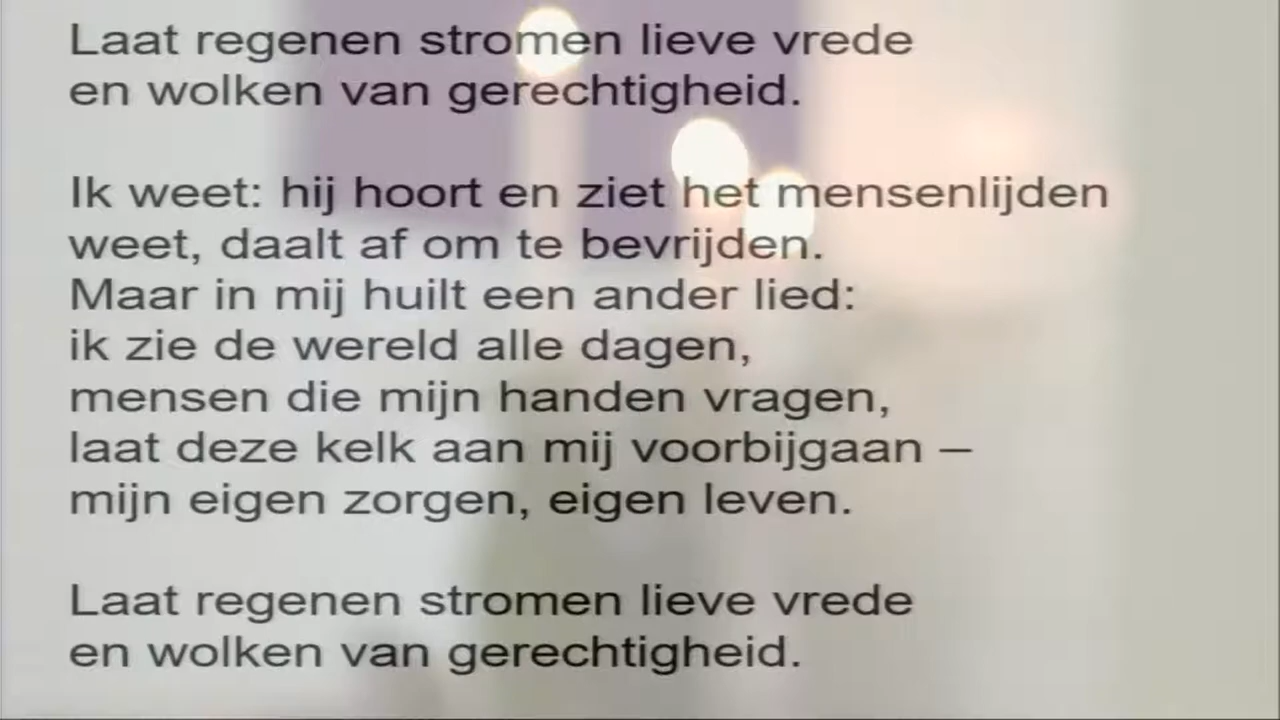 Laat regenen stromen lieve vrede
en wolken van gerechtigheid.
Ik weet: hij hoort en ziet het mensenlijden
weet, daalt af om te bevrijden.
Maar in mij huilt een ander lied:
ik zie de wereld alle dagen,
mensen die mijn handen vragen,
laat deze kelk aan mij voorbijgaan –
mijn eigen zorgen, eigen leven.
Laat regenen stromen lieve vrede
en wolken van gerechtigheid.